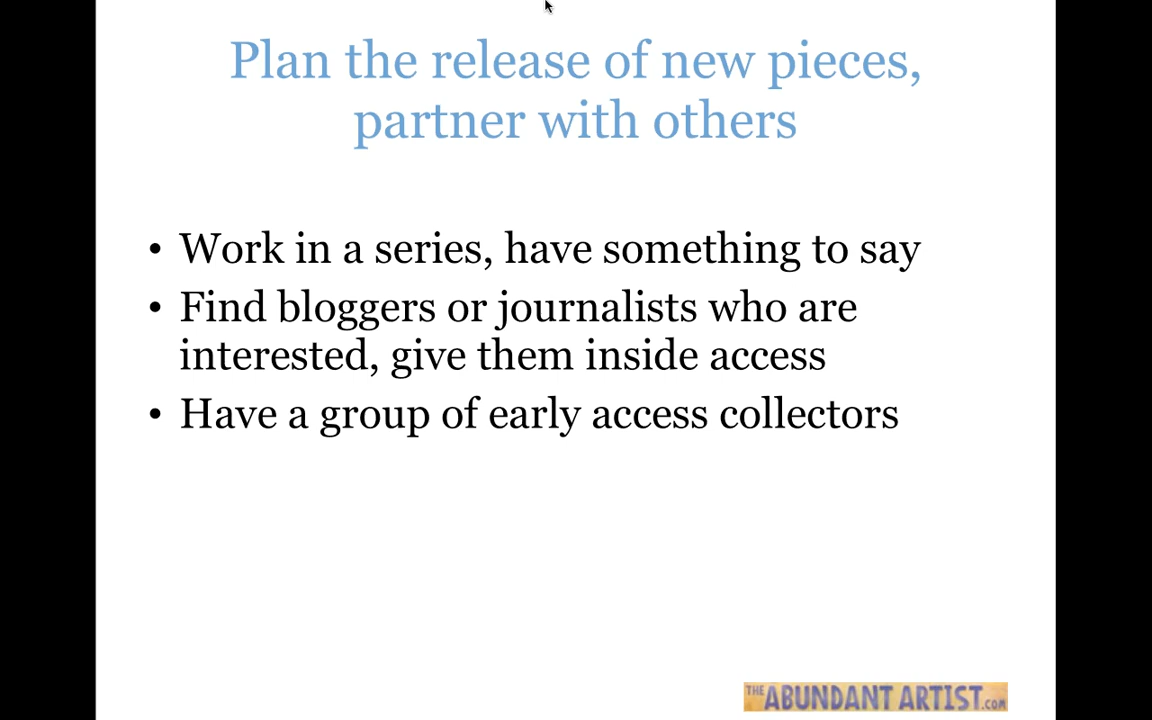 Plan the release of new pieces,
partner with others
• Work in a series, have something to say
• Find bloggers or journalists who are
interested, give them inside access
• Have a group of early access collectors
THE ABUNDANT ARTIST.COM